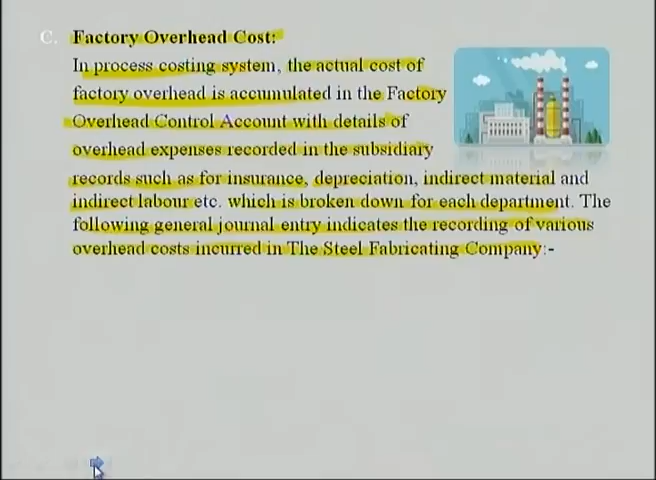 C. Factory Overhead Cost:
In process costing system, the actual cost of
factory overhead is accumulated in the Factory
Overhead Control Account with details of
overhead expenses recorded in the subsidiary
records such as for insurance, depreciation, indirect material and
indirect labour etc. which is broken down for each department. The
following general journal entry indicates the recording of various
overhead costs incurred in The Steel Fabricating Company:-